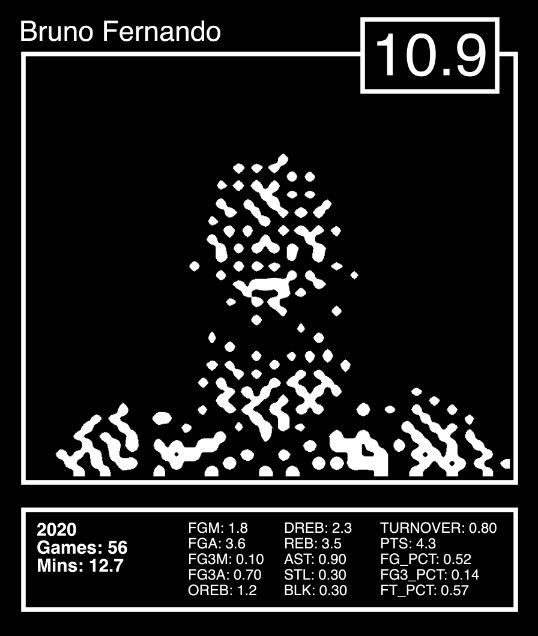 Bruno Fernando
10.9
2020
Games: 56
Mins: 12.7
FGM: 1.8
FGA: 3.6
FG3M: 0.10
FG3A: 0.70
OREB: 1.2
DREB: 2.3
REB: 3.5
AST: 0.90
STL: 0.30
BLK: 0.30
TURNOVER: 0.80
PTS: 4.3
FG_PCT: 0.52
FG3_PCT: 0.14
FT_PCT: 0.57